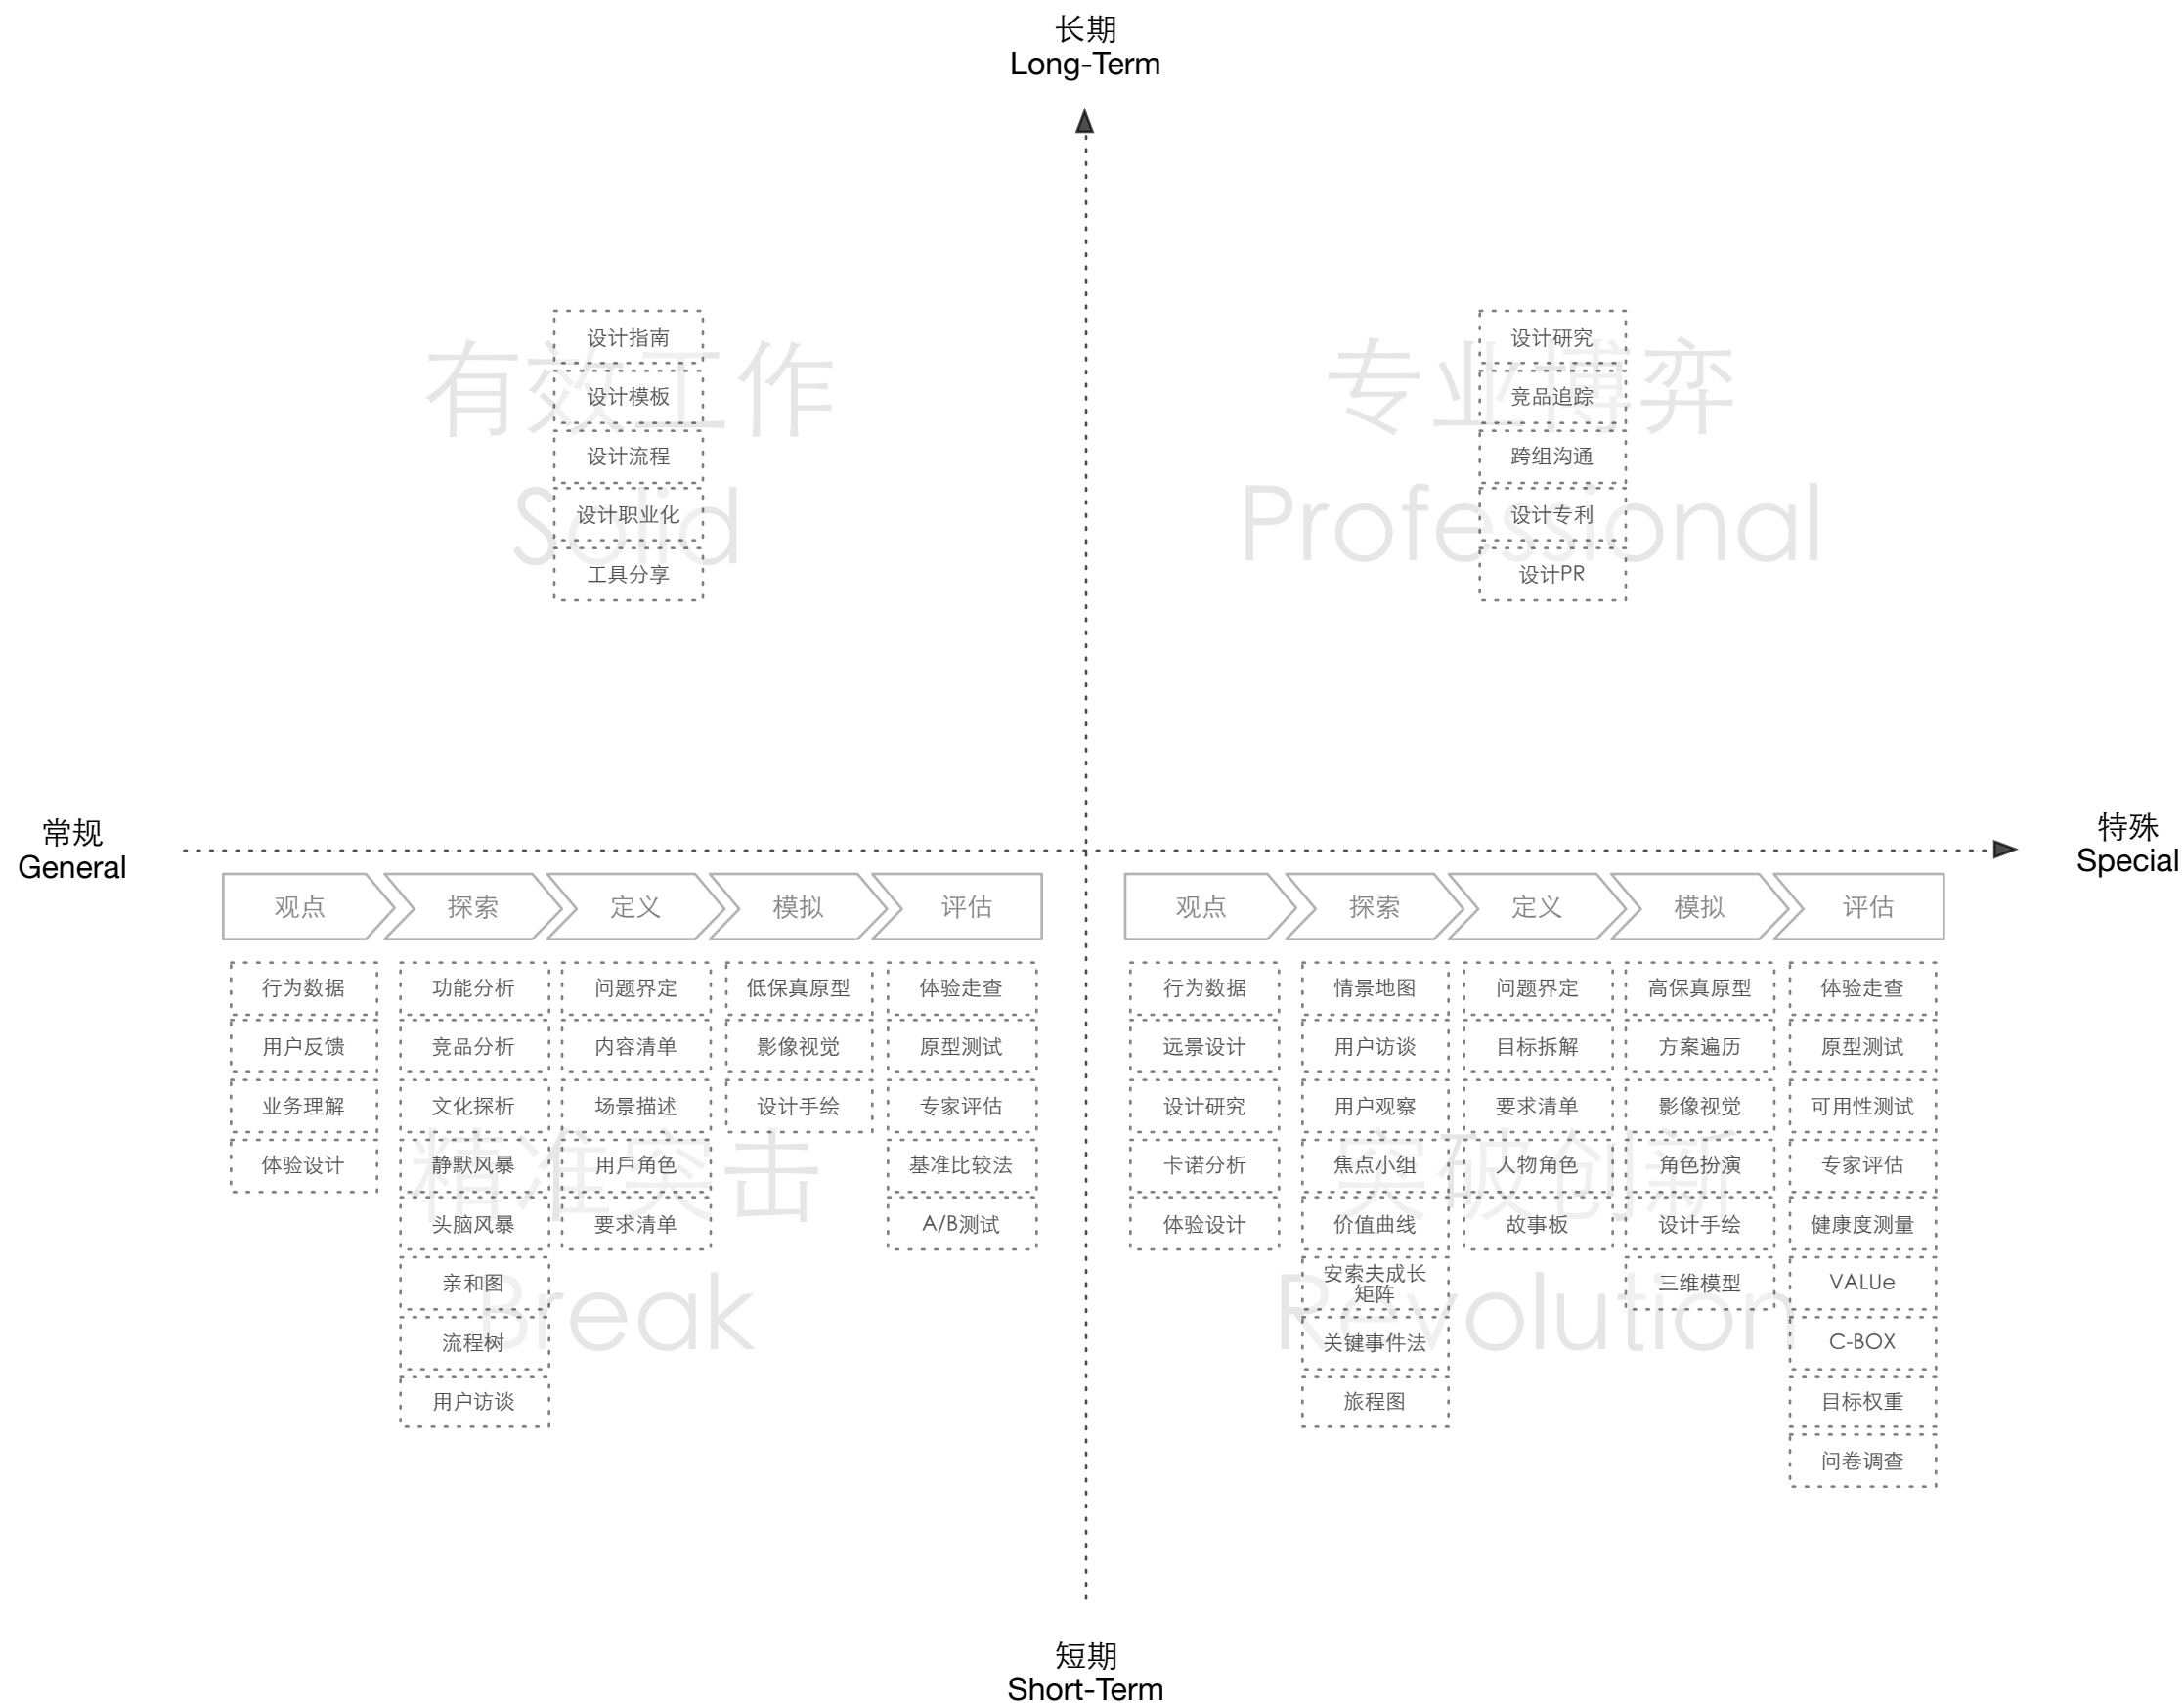 长期
Long-Term
有效工作
Solid
设计指南
设计模板
设计流程
设计职业化
工具分享
专业博弈
Professional
设计研究
竞品追踪
跨组沟通
设计专利
设计PR
常规
General
特殊
Special
观点
探索
定义
模拟
评估
精准突击
Break
行为数据
用户反馈
业务理解
体验设计
功能分析
竞品分析
文化探析
静默风暴
头脑风暴
亲和图
流程树
用户访谈
问题界定
内容清单
场景描述
用戶角色
要求清单
低保真原型
影像视觉
设计手绘
体验走查
原型测试
专家评估
基准比较法
A/B测试
观点
探索
定义
模拟
评估
突破创新
Revolution
行为数据
远景设计
设计研究
卡诺分析
体验设计
情景地图
用户访谈
用户观察
焦点小组
价值曲线
安索夫成长
矩阵
关键事件法
旅程图
问题界定
目标拆解
要求清单
人物角色
故事板
高保真原型
方案遍历
影像视觉
角色扮演
设计手绘
三维模型
体验走查
原型测试
可用性测试
专家评估
健康度测量
VALUe
C-BOX
目标权重
问卷调查
短期
Short-Term